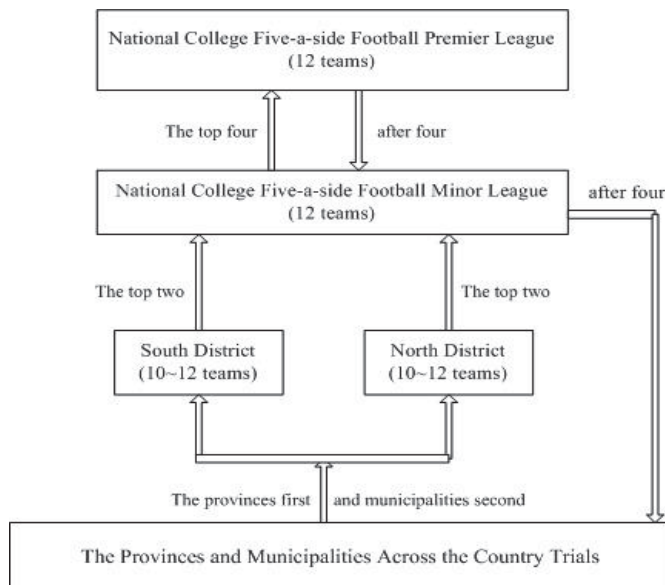 National College Five-a-side Football Premier League
(12 teams)
The top four
after four
National College Five-a-side Football Minor League
(12 teams)
after four
The top two
The top two
South District
(10~12 teams)
North District
(10~12 teams)
The provinces first
and municipalities second
The Provinces and Municipalities Across the Country Trials